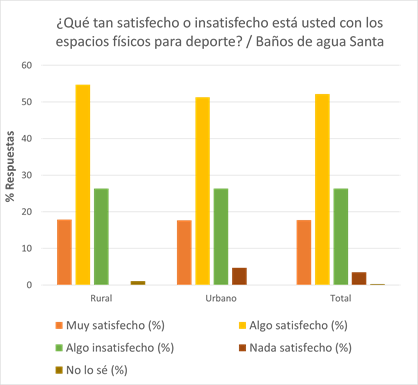 ¿Qué tan satisfecho o insatisfecho está usted con los
espacios físicos para deporte? / Baños de agua Santa
60
50
40
30
20
10
0
% Respuestas
Rural
Urbano
Total
Muy satisfecho (%)
Algo satisfecho (%)
Algo insatisfecho (%)
Nada satisfecho (%)
No lo sé (%)